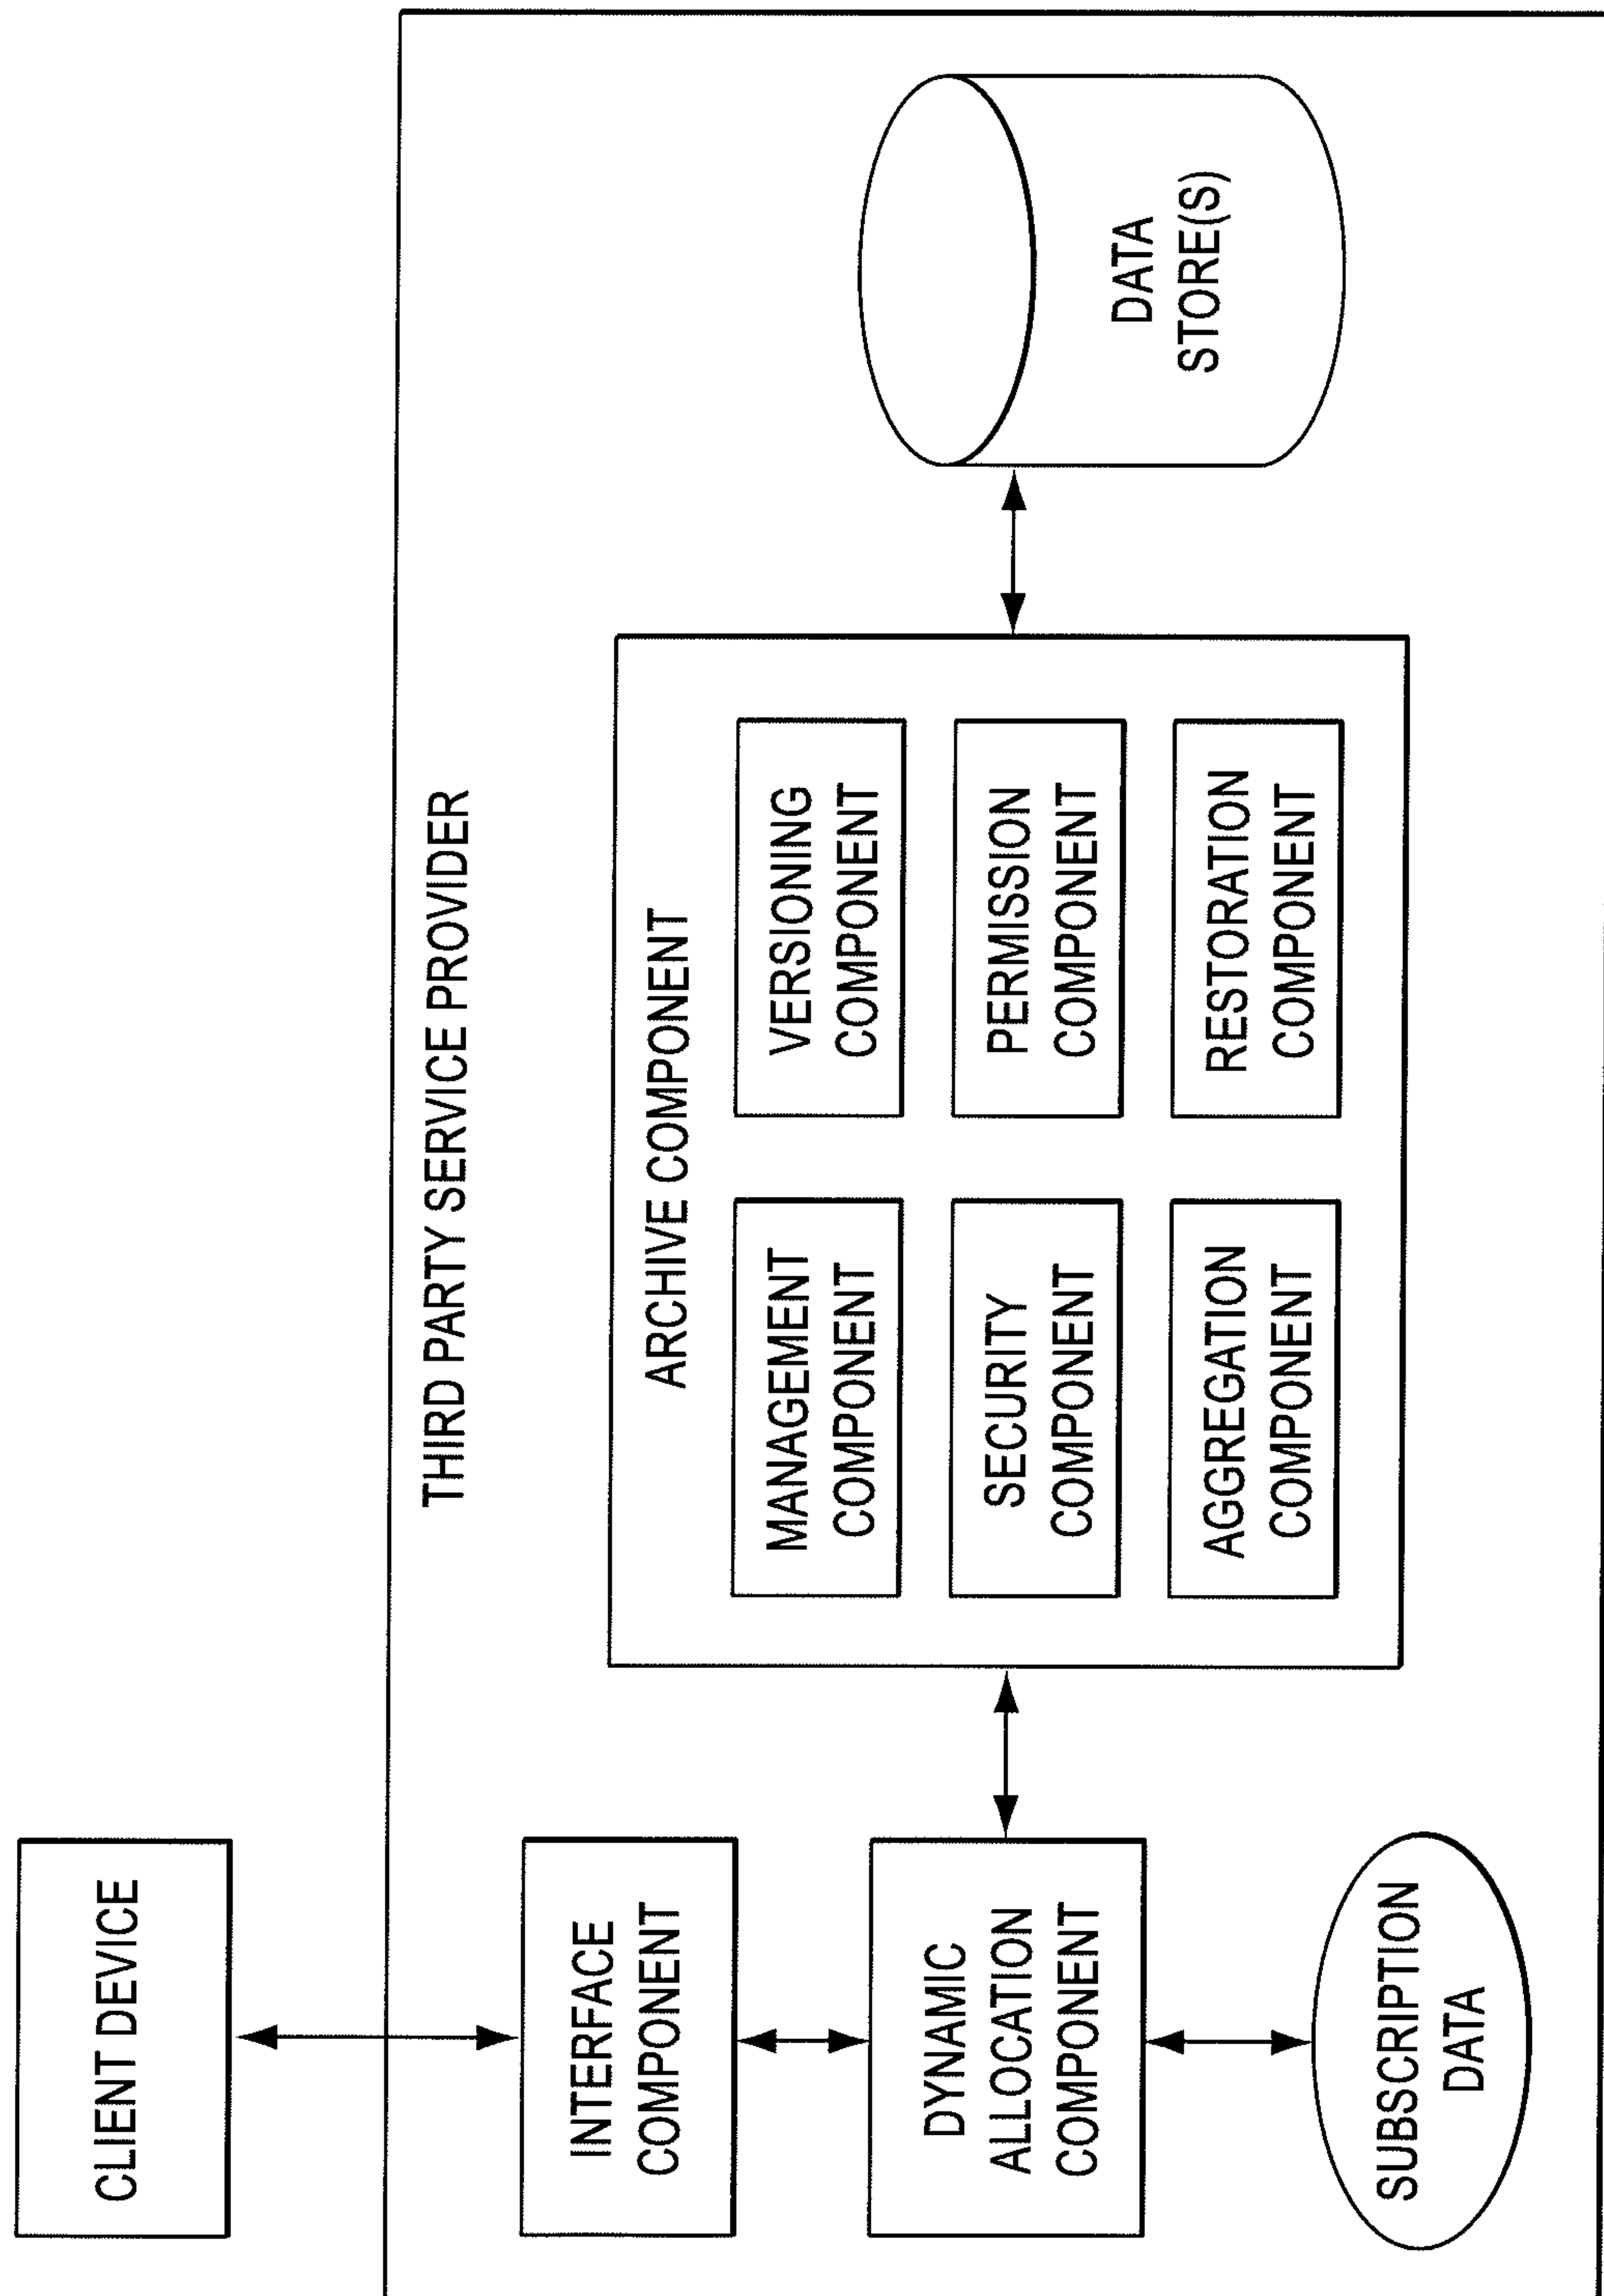 CLIENT DEVICE
THIRD PARTY SERVICE PROVIDER
INTERFACE
COMPONENT
DYNAMIC
ALLOCATION
COMPONENT
SUBSCRIPTION
DATA
ARCHIVE COMPONENT
MANAGEMENT
COMPONENT
VERSIONING
COMPONENT
SECURITY
COMPONENT
PERMISSION
COMPONENT
AGGREGATION
COMPONENT
RESTORATION
COMPONENT
DATA
STORE(S)